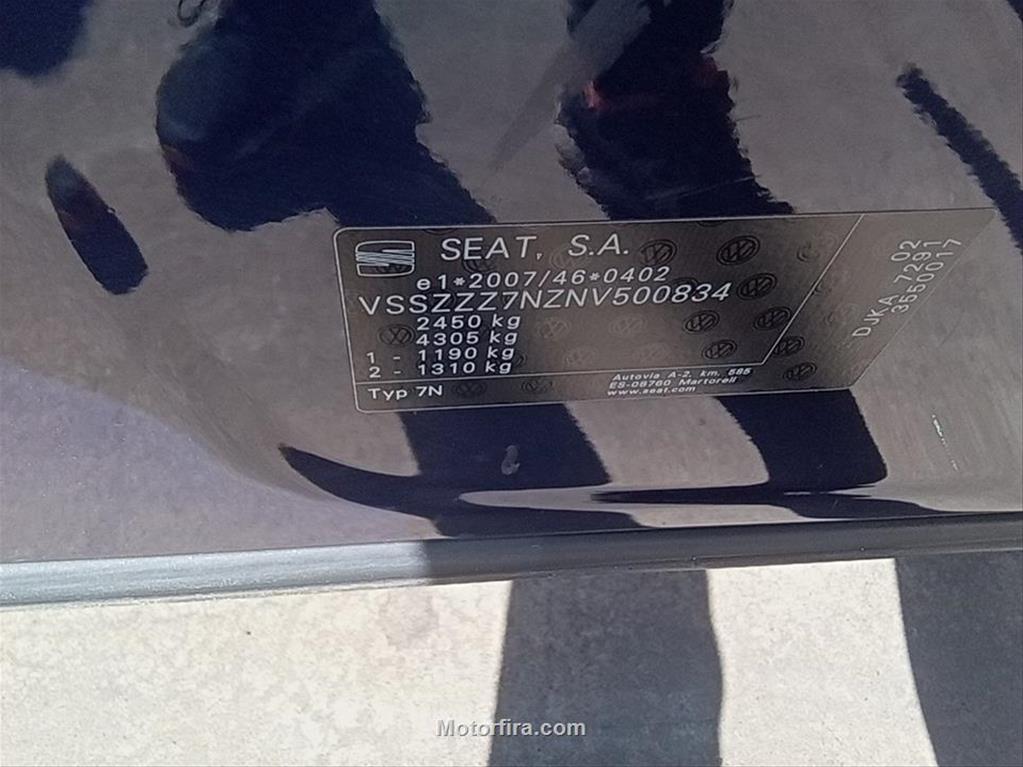 SEAT, S.A.
e1*2007/46*0402
VSSZZZ7NZNV500834
2450 kg
4305 kg
1 - 1190 kg
2 - 1310 kg
Typ 7N
Autovia A-2, km. 585
ES-08760 Martorell
www.seat.com
02
DJKA 7291
3550017
Motorfira.com